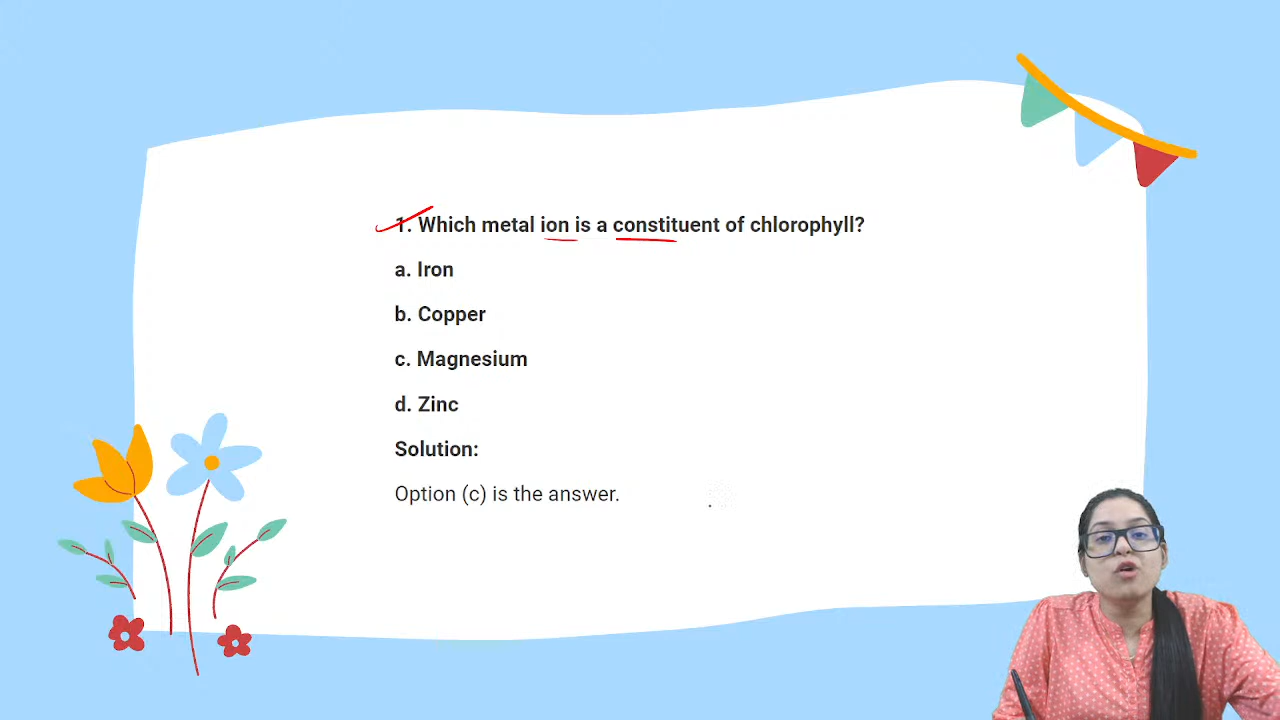 1. Which metal ion is a constituent of chlorophyll?
a. Iron
b. Copper
c. Magnesium
d. Zinc
Solution:
Option (c) is the answer.